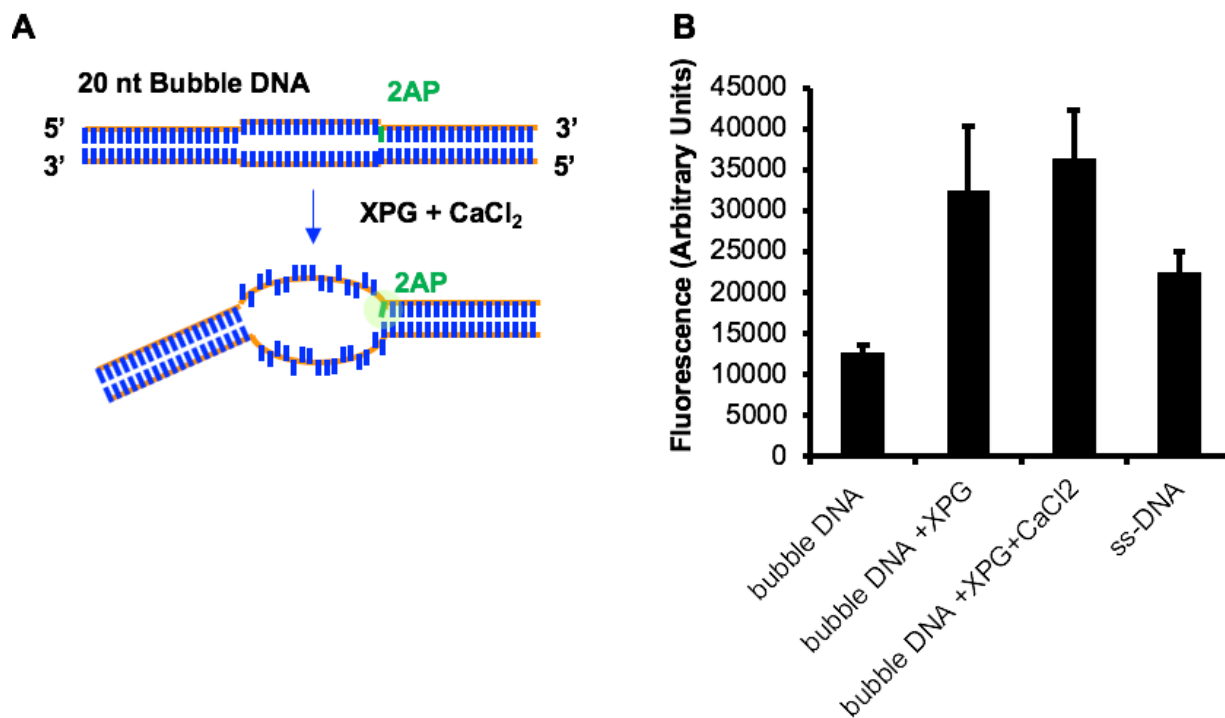 A
20 nt Bubble DNA
2AP
5’
3’
3’
5’
XPG + CaCl2
2AP
B
Fluorescence (Arbitrary Units)
45000
40000
35000
30000
25000
20000
15000
10000
5000
0
bubble DNA
bubble DNA +XPG
bubble DNA +XPG+CaCl2
ss-DNA